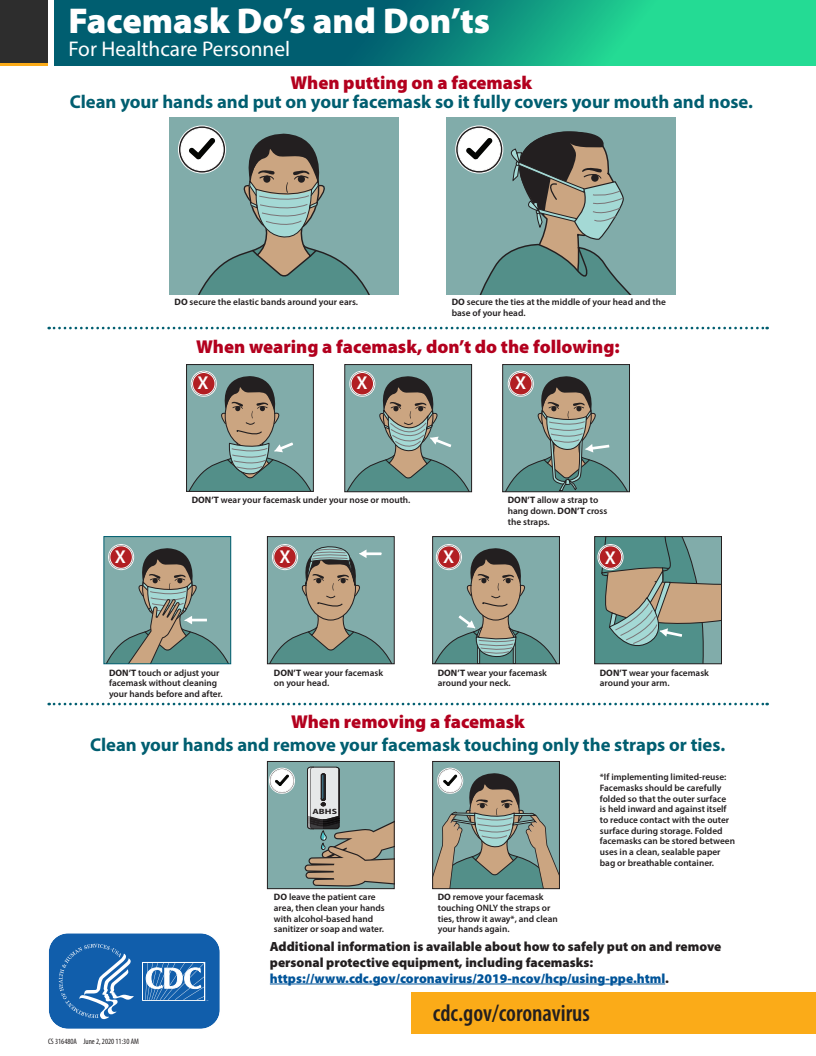 Facemask Do's and Don'ts
For Healthcare Personnel
When putting on a facemask
Clean your hands and put on your facemask so it fully covers your mouth and nose.
DO secure the elastic bands around your ears.
DO secure the ties at the middle of your head and the
base of your head.
When wearing a facemask, don't do the following:
X
X
X
DON'T wear your facemask under your nose or mouth.
DON'T allow a strap to
hang down. DON'T cross
the straps.
X
X
X
X
DON'T touch or adjust your
facemask without cleaning
your hands before and after.
DON'T wear your facemask
on your head.
DON'T wear your facemask
around your neck.
DON'T wear your facemask
around your arm.
When removing a facemask
Clean your hands and remove your facemask touching only the straps or ties.
ABHS
DO leave the patient care
area, then clean your hands
with alcohol-based hand
sanitizer or soap and water.
DO remove your facemask
touching ONLY the straps or
ties, throw it away*, and clean
your hands again.
*If implementing limited-reuse:
Facemasks should be carefully
folded so that the outer surface
is held inward and against itself
to reduce contact with the outer
surface during storage. Folded
facemasks can be stored between
uses in a clean, sealable paper
bag or breathable container.
DEPARTMENT OF HEALTH & HUMAN SERVICES · USA
CDC
Additional information is available about how to safely put on and remove
personal protective equipment, including facemasks:
https://www.cdc.gov/coronavirus/2019-ncov/hcp/using-ppe.html.
cdc.gov/coronavirus
CS 316480A June 2, 2020 11:30 AM